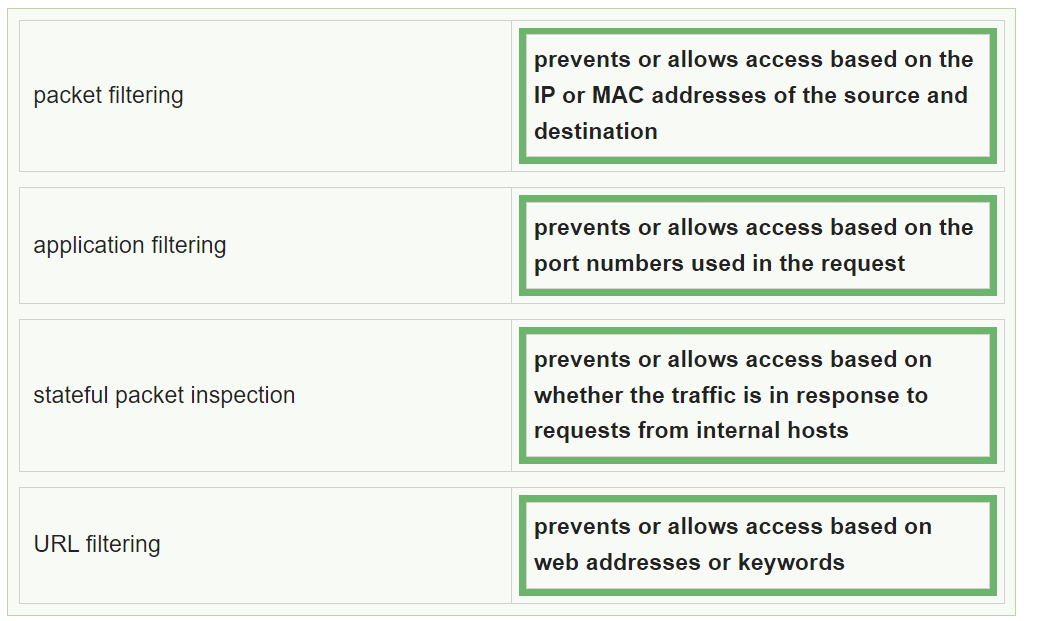 packet filtering
prevents or allows access based on the
IP or MAC addresses of the source and
destination
application filtering
prevents or allows access based on the
port numbers used in the request
stateful packet inspection
prevents or allows access based on
whether the traffic is in response to
requests from internal hosts
URL filtering
prevents or allows access based on
web addresses or keywords